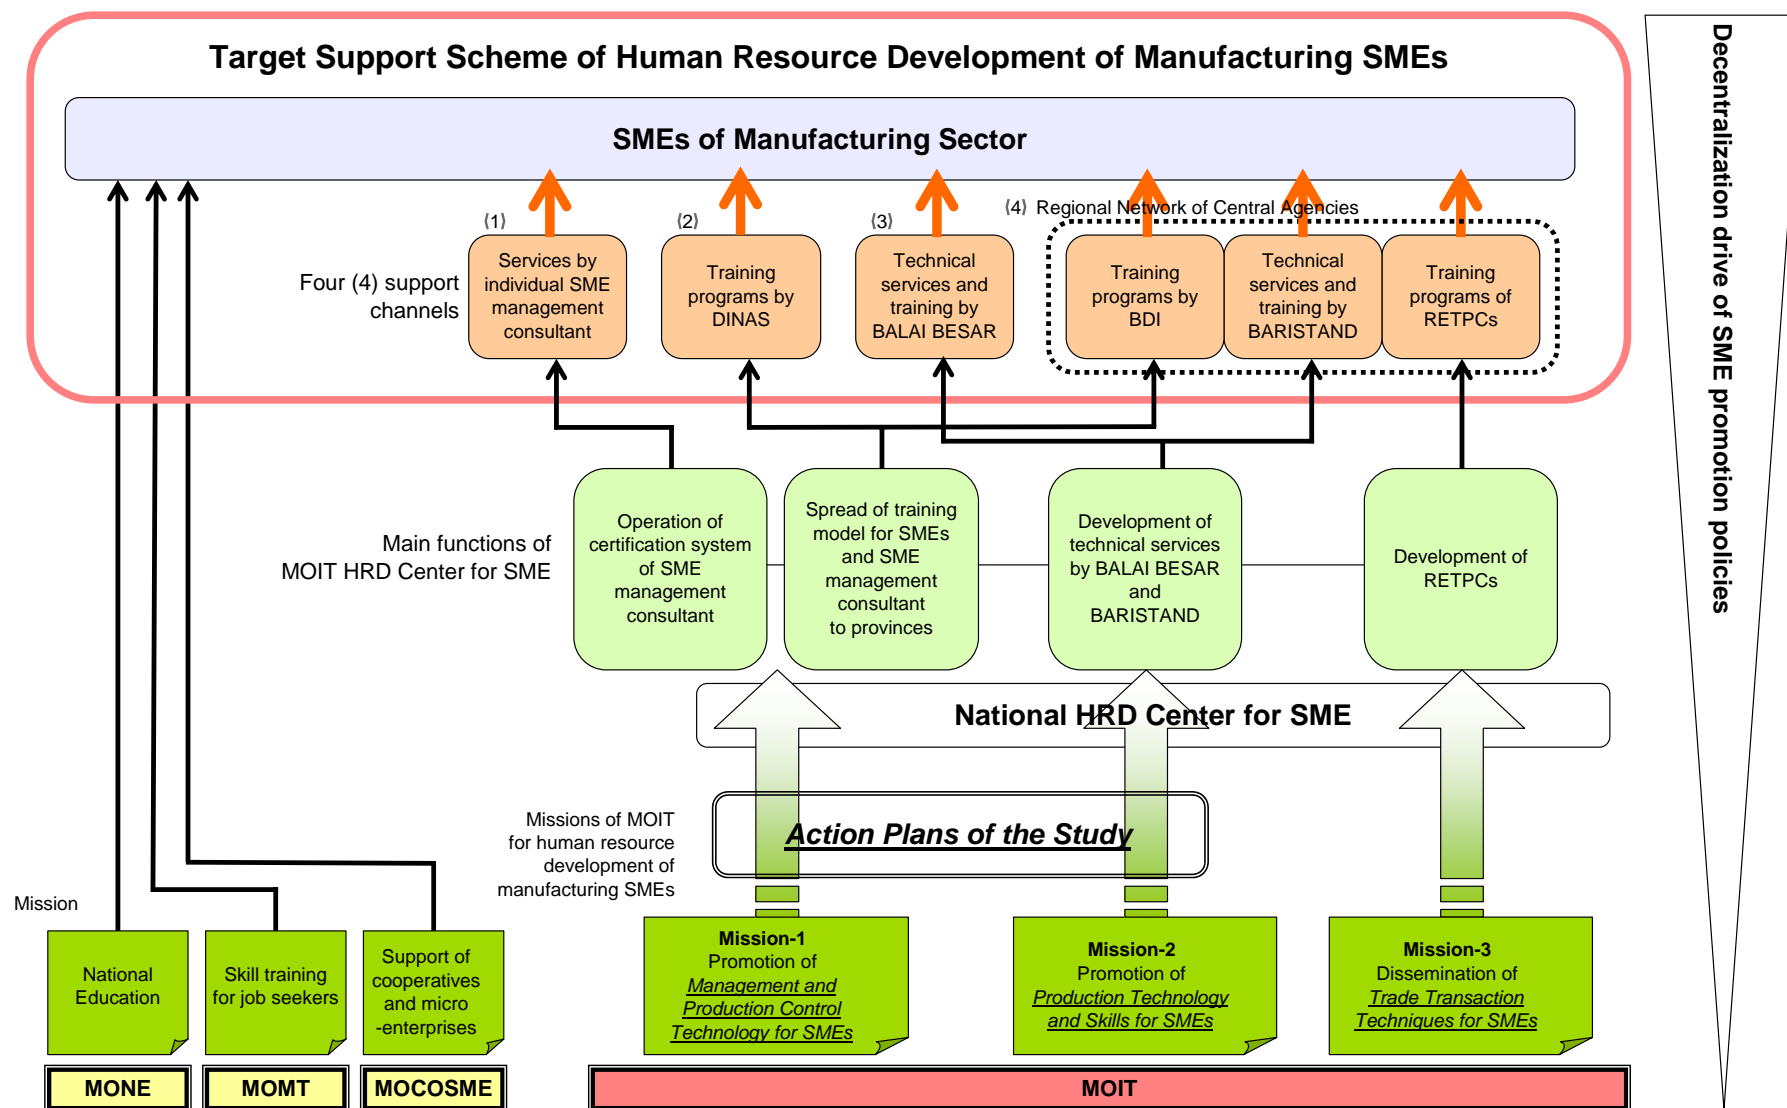 Target Support Scheme of Human Resource Development of Manufacturing SMEs
SMEs of Manufacturing Sector
(1)
(2)
(3)
(4) Regional Network of Central Agencies
Four (4) support
channels
Services by
individual SME
management
consultant
Training
programs by
DINAS
Technical
services and
training by
BALAI BESAR
Training
programs by
BDI
Technical
services and
training by
BARISTAND
Training
programs of
RETPCs
Main functions of
MOIT HRD Center for SME
Operation of
certification system
of SME
management
consultant
Spread of training
model for SMEs
and SME
management
consultant
to provinces
Development of
technical services
by BALAI BESAR
and
BARISTAND
Development of
RETPCs
National HRD Center for SME
Missions of MOIT
for human resource
development of
manufacturing SMEs
Action Plans of the Study
Mission
National
Education
Skill training
for job seekers
Support of
cooperatives
and micro
-enterprises
Mission-1
Promotion of
Management and
Production Control
Technology for SMEs
Mission-2
Promotion of
Production Technology
and Skills for SMEs
Mission-3
Dissemination of
Trade Transaction
Techniques for SMEs
MONE
MOMT
MOCOSME
MOIT
Decentralization drive of SME promotion policies